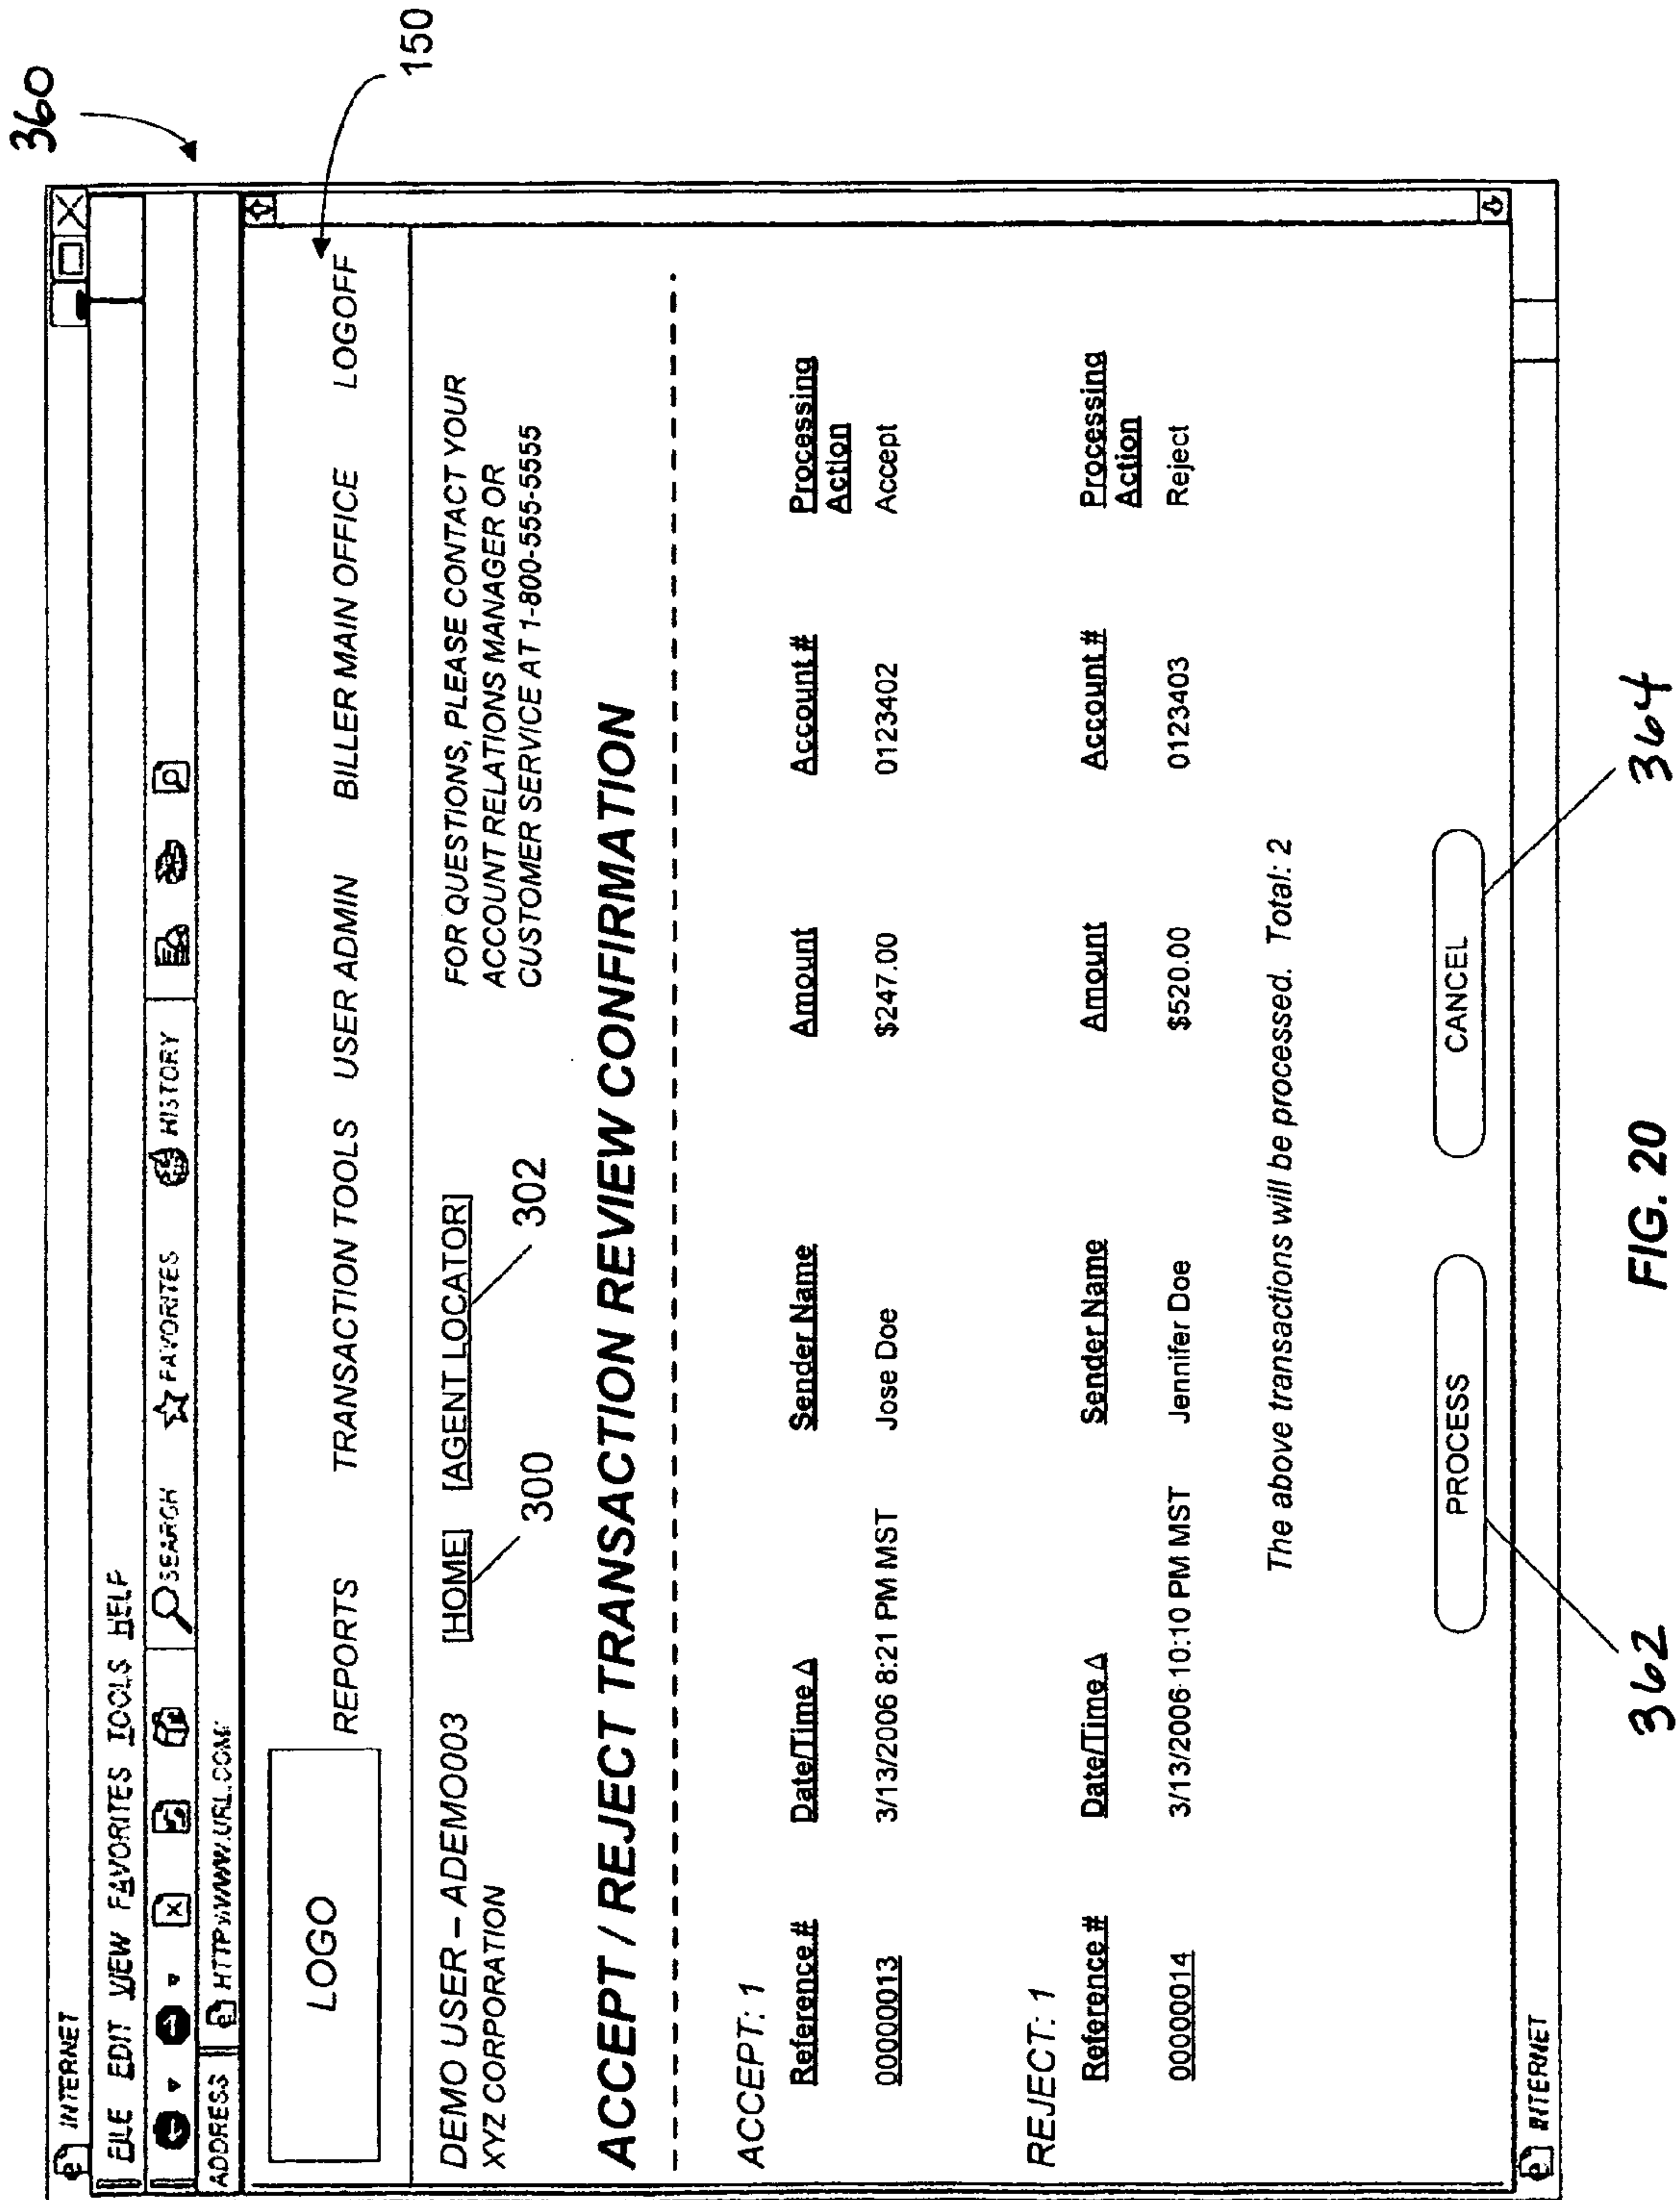 360
INTERNET
FILE EDIT VIEW FAVORITES TOOLS HELP
SEARCH FAVORITES HISTORY
ADDRESS HTTP://WWW.URL.COM/
150
LOGO
REPORTS TRANSACTION TOOLS USER ADMIN BILLER MAIN OFFICE LOGOFF
DEMO USER – ADEMO003 [HOME] [AGENT LOCATOR] FOR QUESTIONS, PLEASE CONTACT YOUR
XYZ CORPORATION ACCOUNT RELATIONS MANAGER OR
CUSTOMER SERVICE AT 1-800-555-5555
300 302
ACCEPT / REJECT TRANSACTION REVIEW CONFIRMATION
ACCEPT: 1
Reference # Date/Time Δ Sender Name Amount Account # Processing
Action
00000013 3/13/2006 8:21 PM MST Jose Doe $247.00 0123402 Accept
REJECT: 1
Reference # Date/Time Δ Sender Name Amount Account # Processing
Action
00000014 3/13/2006 10:10 PM MST Jennifer Doe $520.00 0123403 Reject
The above transactions will be processed. Total: 2
PROCESS CANCEL
INTERNET
362 364
FIG. 20